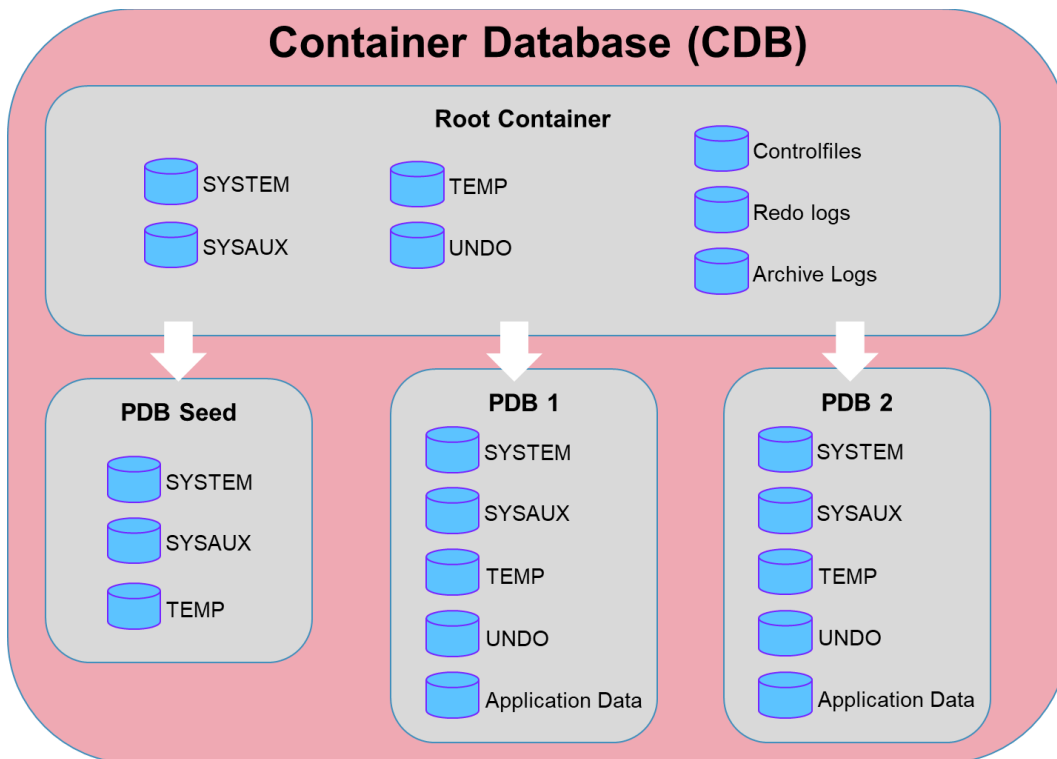 Container Database (CDB)
Root Container
SYSTEM
SYSAUX
TEMP
UNDO
Controlfiles
Redo logs
Archive Logs
PDB Seed
SYSTEM
SYSAUX
TEMP
PDB 1
SYSTEM
SYSAUX
TEMP
UNDO
Application Data
PDB 2
SYSTEM
SYSAUX
TEMP
UNDO
Application Data